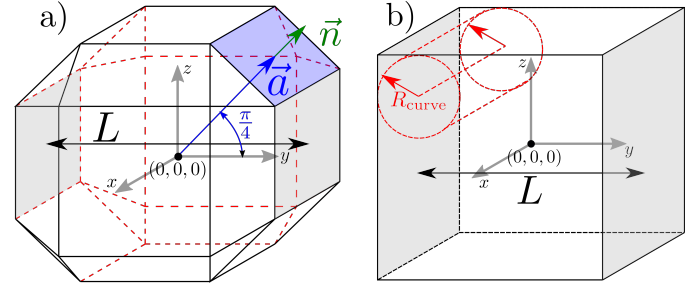 a)
n⃗
a⃗
z
π/4
L
y
(0, 0, 0)
x
b)
R_curve
z
y
(0, 0, 0)
x
L